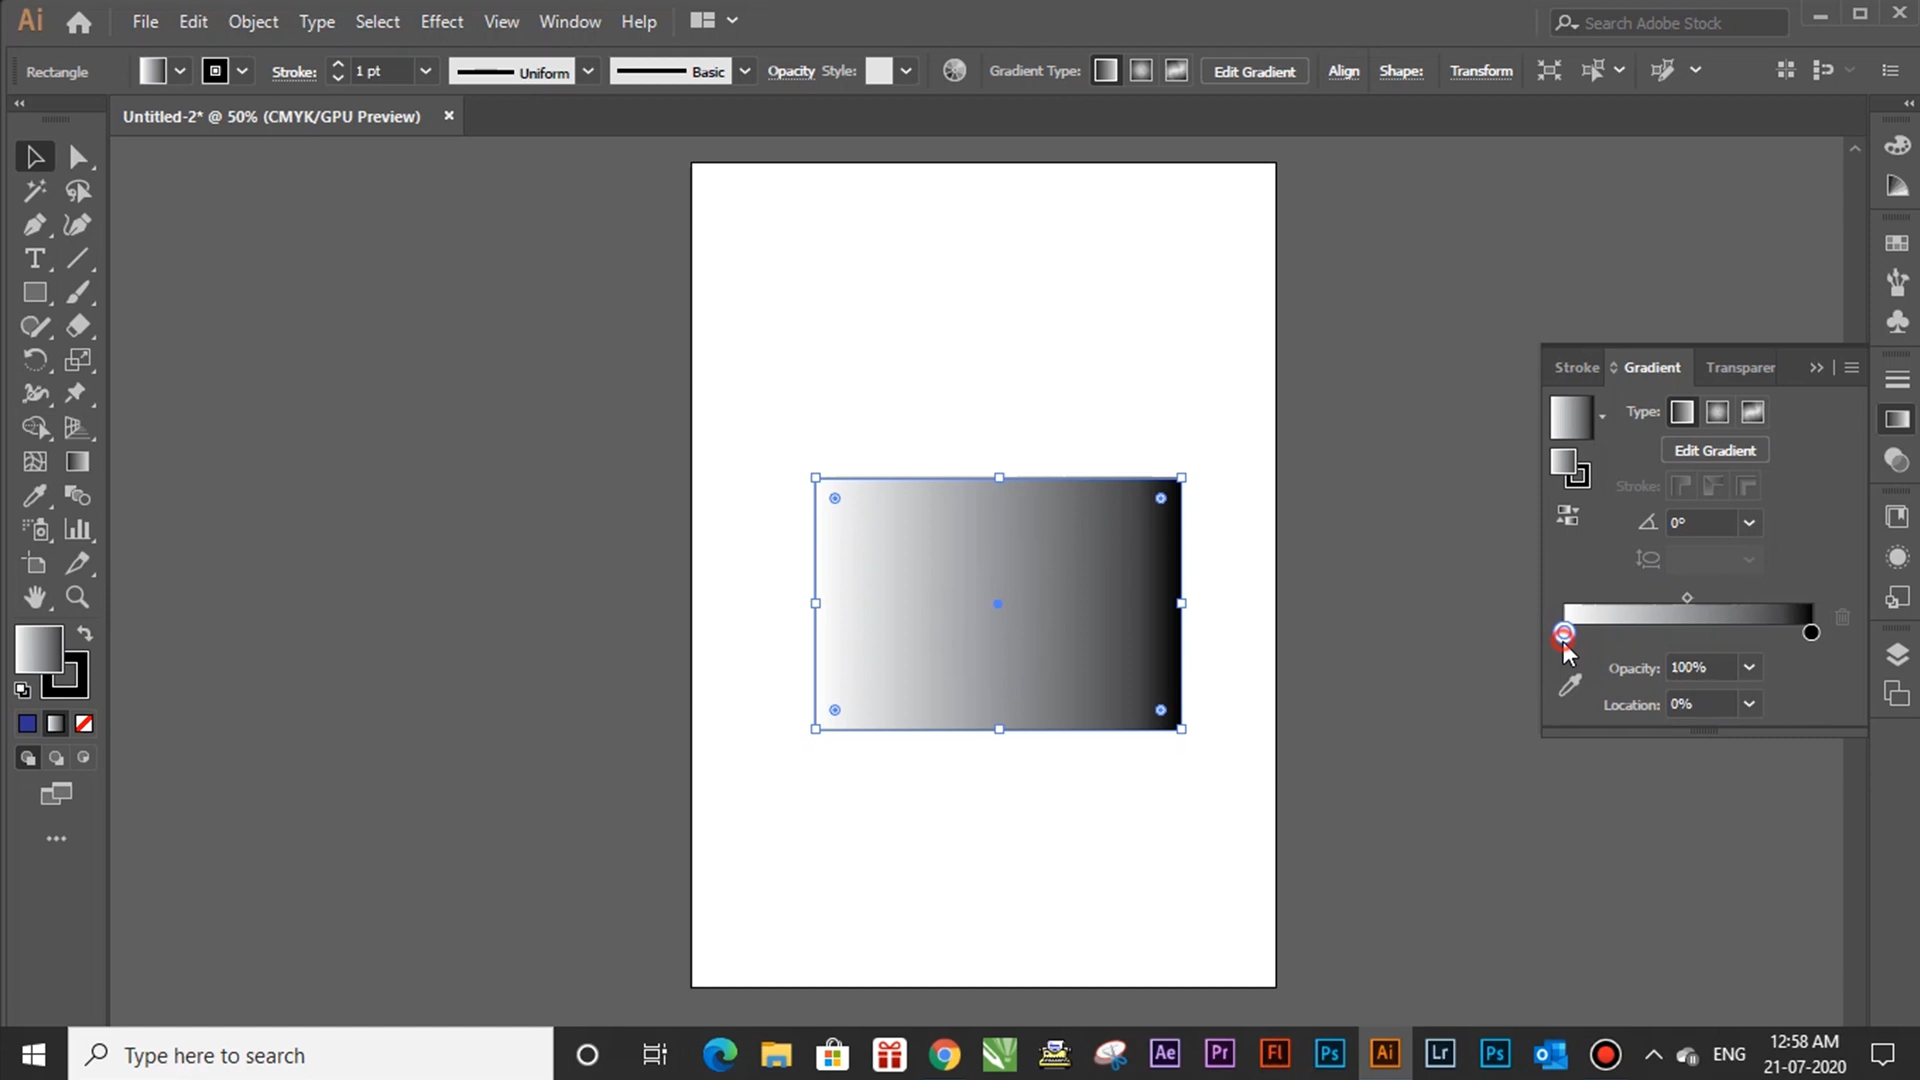 Ai File Edit Object Type Select Effect View Window Help Search Adobe Stock
Rectangle Stroke: 1 pt Uniform Basic Opacity Style: Gradient Type: Edit Gradient Align Shape: Transform
Untitled-2* @ 50% (CMYK/GPU Preview) ×
Stroke Gradient Transparer
Type:
Edit Gradient
Stroke:
0°
Opacity: 100%
Location: 0%
Type here to search Ae Pr Fl Ps Ai Lr Ps ENG 12:58 AM
21-07-2020